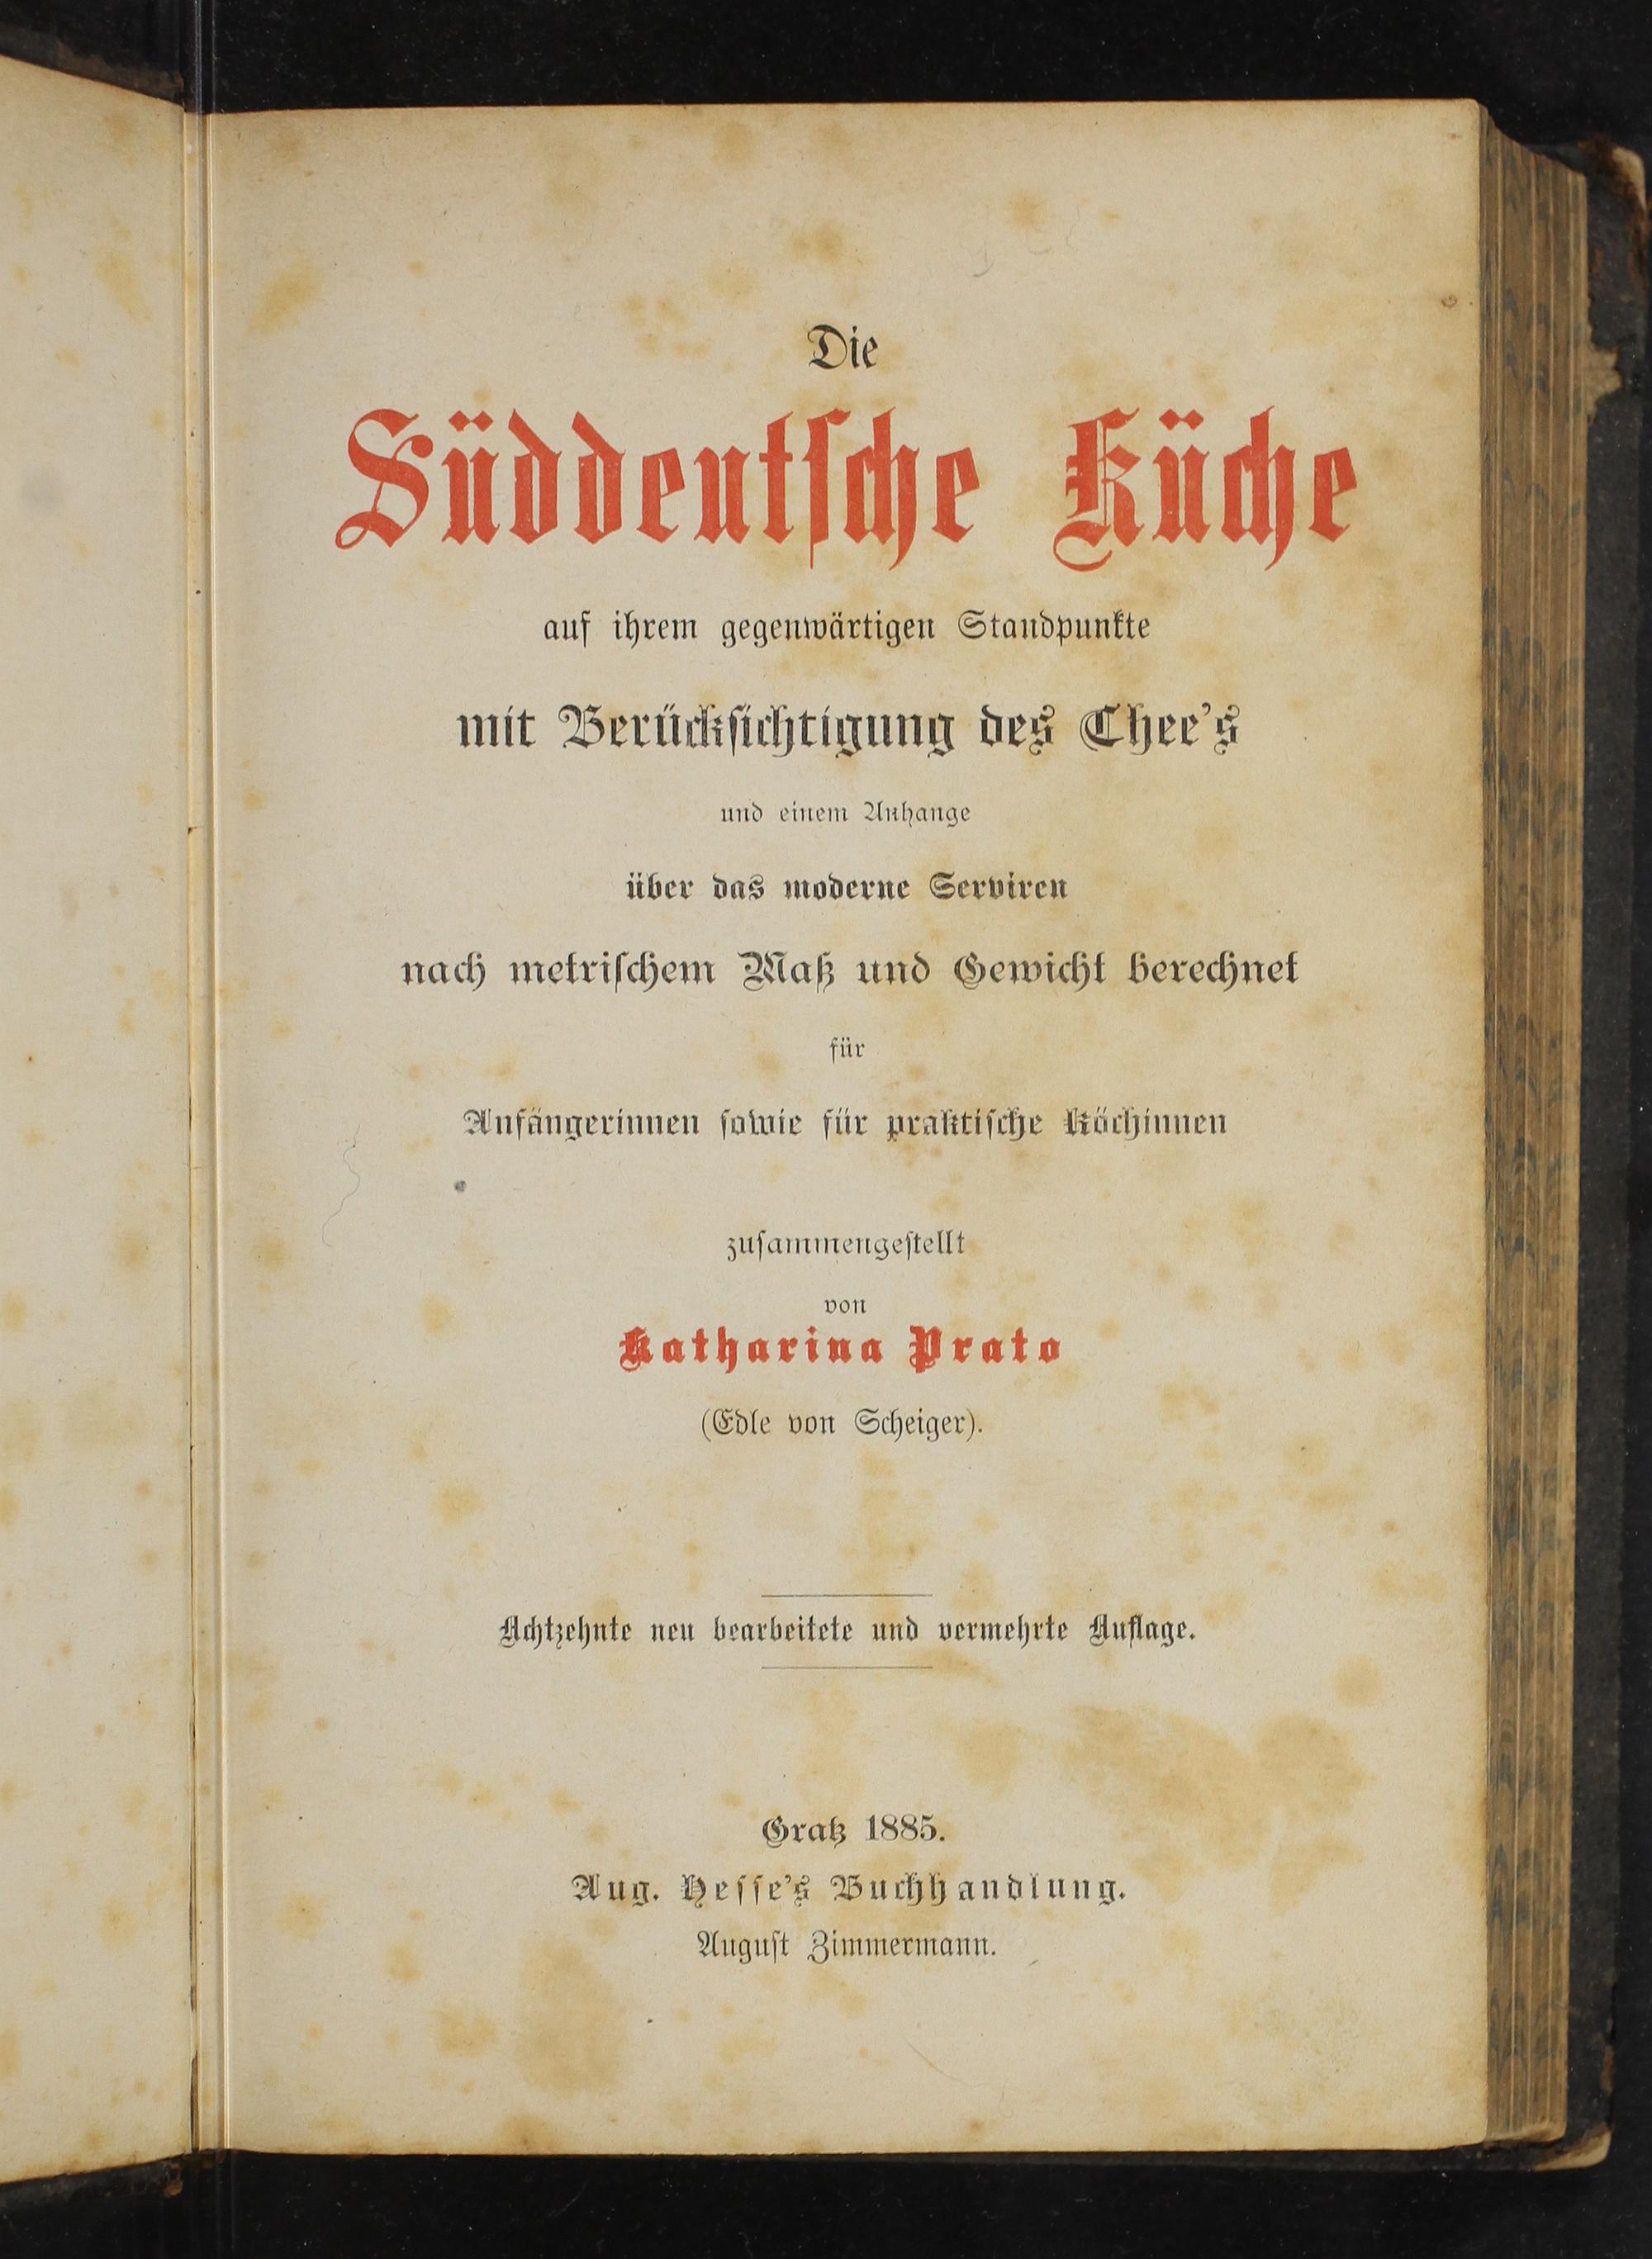 Die
Süddeutſche Küche
auf ihrem gegenwärtigen Standpunkte
mit Berückſichtigung des Thee's
und einem Anhange
über das moderne Serviren
nach metriſchem Maß und Gewicht berechnet
für
Anfängerinnen ſowie für praktiſche Köchinnen
zuſammengeſtellt
von
Katharina Prato
(Edle von Scheiger).
Achtzehnte neu bearbeitete und vermehrte Auflage.
Gratz 1885.
Aug. Heſſe's Buchhandlung.
Auguſt Zimmermann.